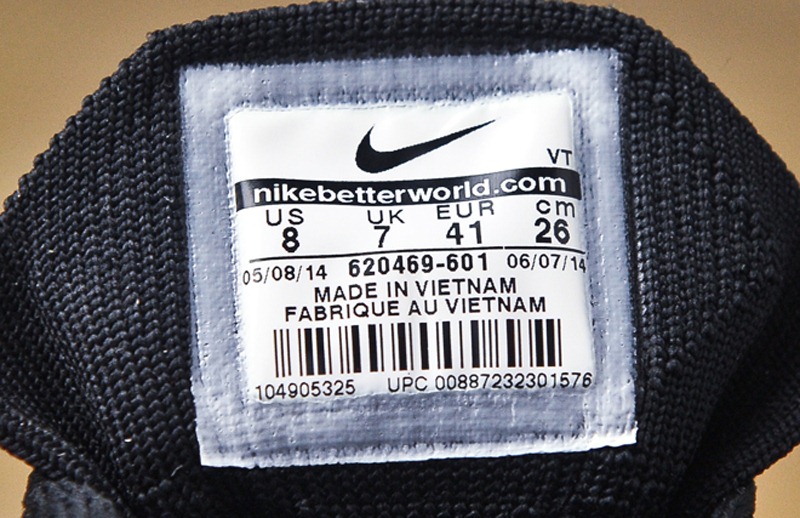 VT
nikebetterworld.com
US UK EUR cm
8 7 41 26
05/08/14 620469-601 06/07/14
MADE IN VIETNAM
FABRIQUE AU VIETNAM
104905325 UPC 00887232301576